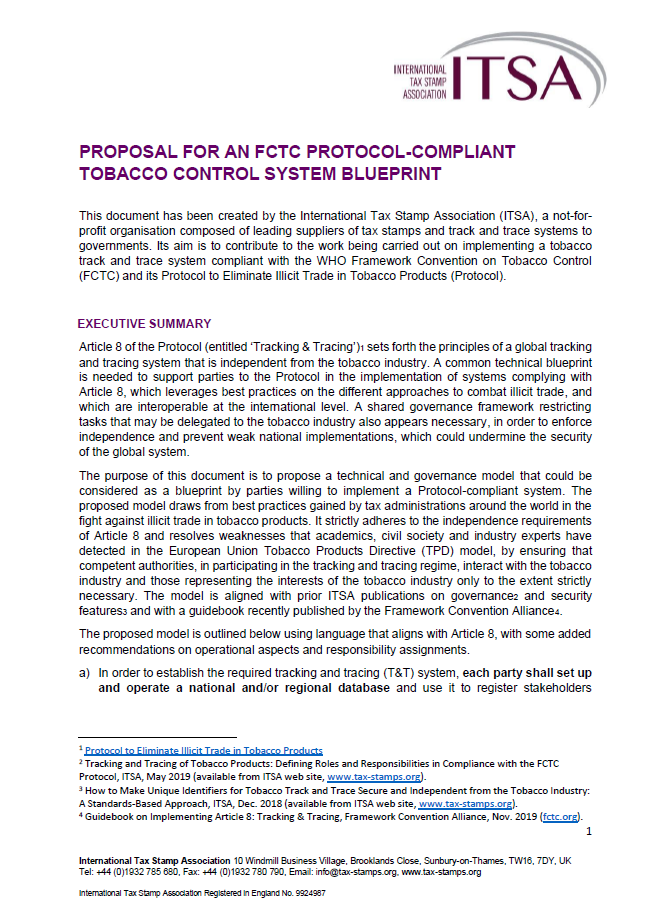 INTERNATIONAL
TAX STAMP
ASSOCIATION
ITSA
PROPOSAL FOR AN FCTC PROTOCOL-COMPLIANT
TOBACCO CONTROL SYSTEM BLUEPRINT
This document has been created by the International Tax Stamp Association (ITSA), a not-for-
profit organisation composed of leading suppliers of tax stamps and track and trace systems to
governments. Its aim is to contribute to the work being carried out on implementing a tobacco
track and trace system compliant with the WHO Framework Convention on Tobacco Control
(FCTC) and its Protocol to Eliminate Illicit Trade in Tobacco Products (Protocol).
EXECUTIVE SUMMARY
Article 8 of the Protocol (entitled ‘Tracking & Tracing’)1 sets forth the principles of a global tracking
and tracing system that is independent from the tobacco industry. A common technical blueprint
is needed to support parties to the Protocol in the implementation of systems complying with
Article 8, which leverages best practices on the different approaches to combat illicit trade, and
which are interoperable at the international level. A shared governance framework restricting
tasks that may be delegated to the tobacco industry also appears necessary, in order to enforce
independence and prevent weak national implementations, which could undermine the security
of the global system.
The purpose of this document is to propose a technical and governance model that could be
considered as a blueprint by parties willing to implement a Protocol-compliant system. The
proposed model draws from best practices gained by tax administrations around the world in the
fight against illicit trade in tobacco products. It strictly adheres to the independence requirements
of Article 8 and resolves weaknesses that academics, civil society and industry experts have
detected in the European Union Tobacco Products Directive (TPD) model, by ensuring that
competent authorities, in participating in the tracking and tracing regime, interact with the tobacco
industry and those representing the interests of the tobacco industry only to the extent strictly
necessary. The model is aligned with prior ITSA publications on governance2 and security
features3 and with a guidebook recently published by the Framework Convention Alliance4.
The proposed model is outlined below using language that aligns with Article 8, with some added
recommendations on operational aspects and responsibility assignments.
a) In order to establish the required tracking and tracing (T&T) system, each party shall set up
and operate a national and/or regional database and use it to register stakeholders
1 Protocol to Eliminate Illicit Trade in Tobacco Products
2 Tracking and Tracing of Tobacco Products: Defining Roles and Responsibilities in Compliance with the FCTC
Protocol, ITSA, May 2019 (available from ITSA web site, www.tax-stamps.org).
3 How to Make Unique Identifiers for Tobacco Track and Trace Secure and Independent from the Tobacco Industry:
A Standards-Based Approach, ITSA, Dec. 2018 (available from ITSA web site, www.tax-stamps.org).
4 Guidebook on Implementing Article 8: Tracking & Tracing, Framework Convention Alliance, Nov. 2019 (fctc.org).
1
International Tax Stamp Association 10 Windmill Business Village, Brooklands Close, Sunbury-on-Thames, TW16, 7DY, UK
Tel: +44 (0)1932 785 680, Fax: +44 (0)1932 780 790, Email: info@tax-stamps.org, www.tax-stamps.org
International Tax Stamp Association Registered in England No. 9924987